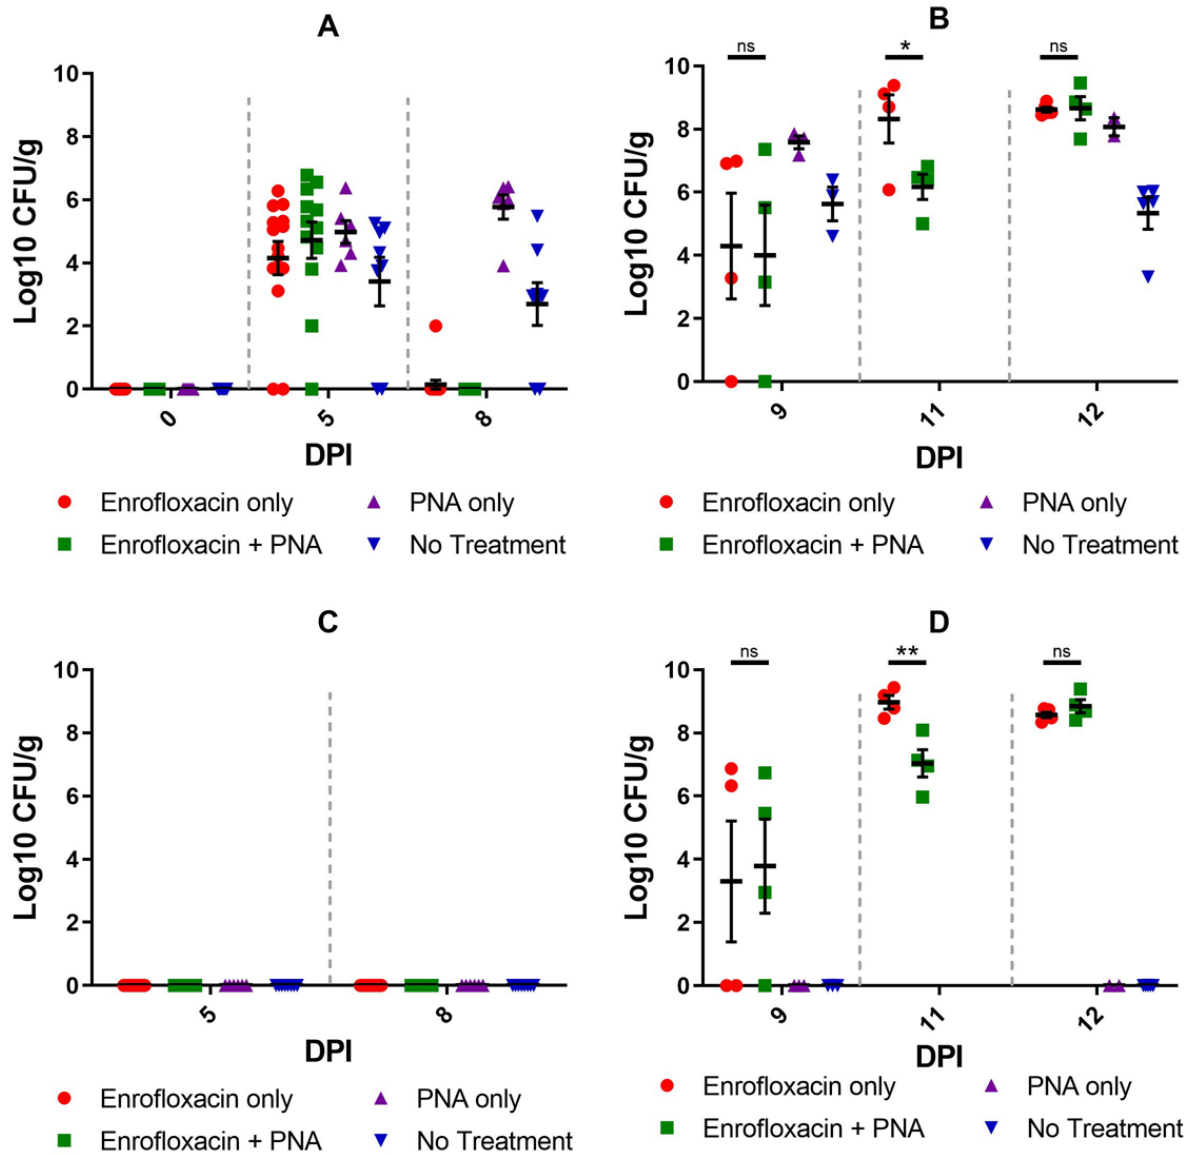 A
Log10 CFU/g
10
8
6
4
2
0
0
5
8
DPI
Enrofloxacin only
PNA only
Enrofloxacin + PNA
No Treatment
B
ns
*
ns
Log10 CFU/g
10
8
6
4
2
0
9
11
12
DPI
Enrofloxacin only
PNA only
Enrofloxacin + PNA
No Treatment
C
Log10 CFU/g
10
8
6
4
2
0
5
8
DPI
Enrofloxacin only
PNA only
Enrofloxacin + PNA
No Treatment
D
ns
**
ns
Log10 CFU/g
10
8
6
4
2
0
9
11
12
DPI
Enrofloxacin only
PNA only
Enrofloxacin + PNA
No Treatment